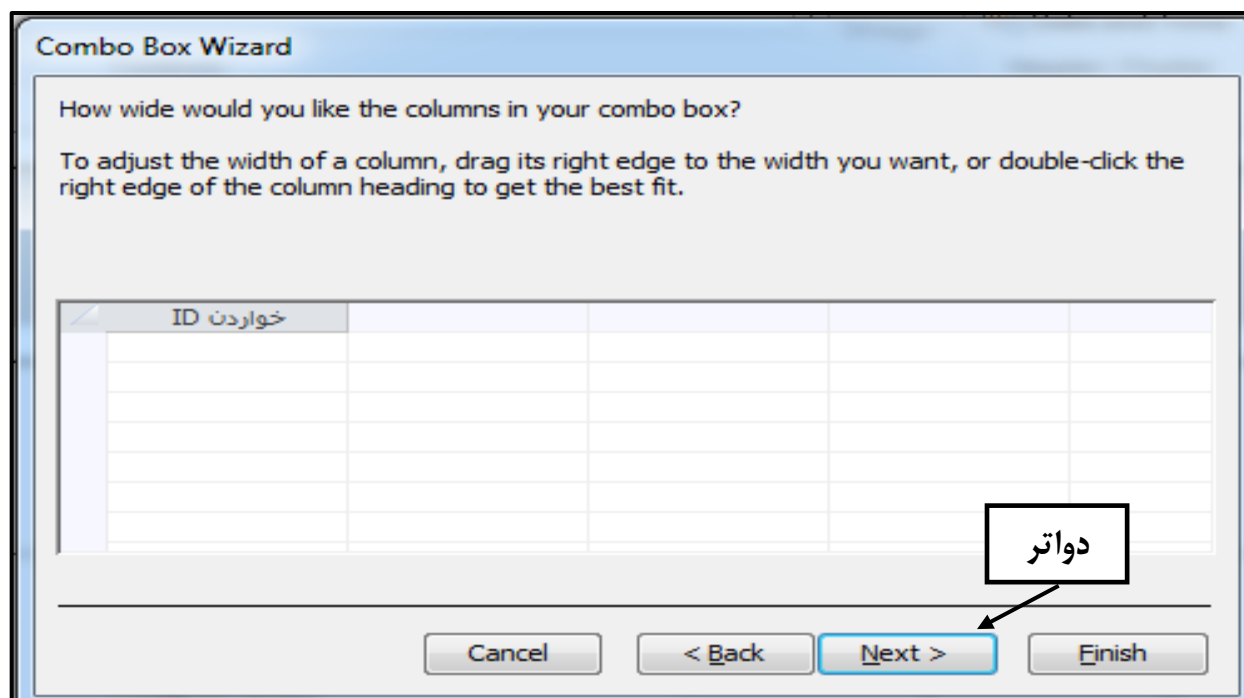 Combo Box Wizard
How wide would you like the columns in your combo box?
To adjust the width of a column, drag its right edge to the width you want, or double-click the
right edge of the column heading to get the best fit.
خواردن ID
دواتر
Cancel
< Back
Next >
Finish